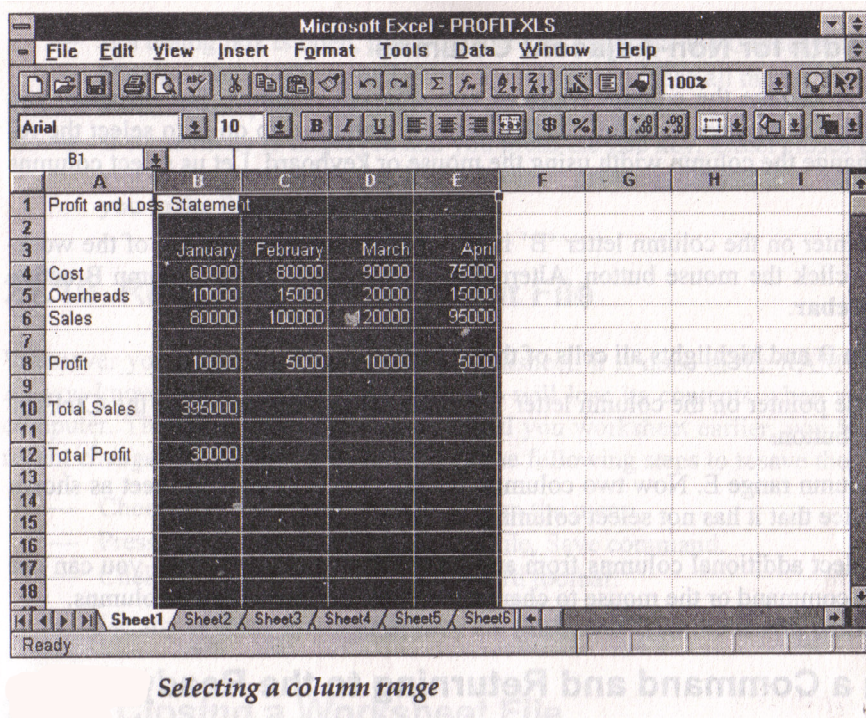 Microsoft Excel - PROFIT.XLS
File Edit View Insert Format Tools Data Window Help
100%
Arial 10 B I U
B1
A B C D E F G H I
1 Profit and Loss Statement
2
3 January February March April
4 Cost 60000 80000 90000 75000
5 Overheads 10000 15000 20000 15000
6 Sales 80000 100000 20000 95000
7
8 Profit 10000 5000 10000 5000
9
10 Total Sales 395000
11
12 Total Profit 30000
13
14
15
16
17
18
Sheet1 Sheet2 Sheet3 Sheet4 Sheet5 Sheet6
Ready
Selecting a column range